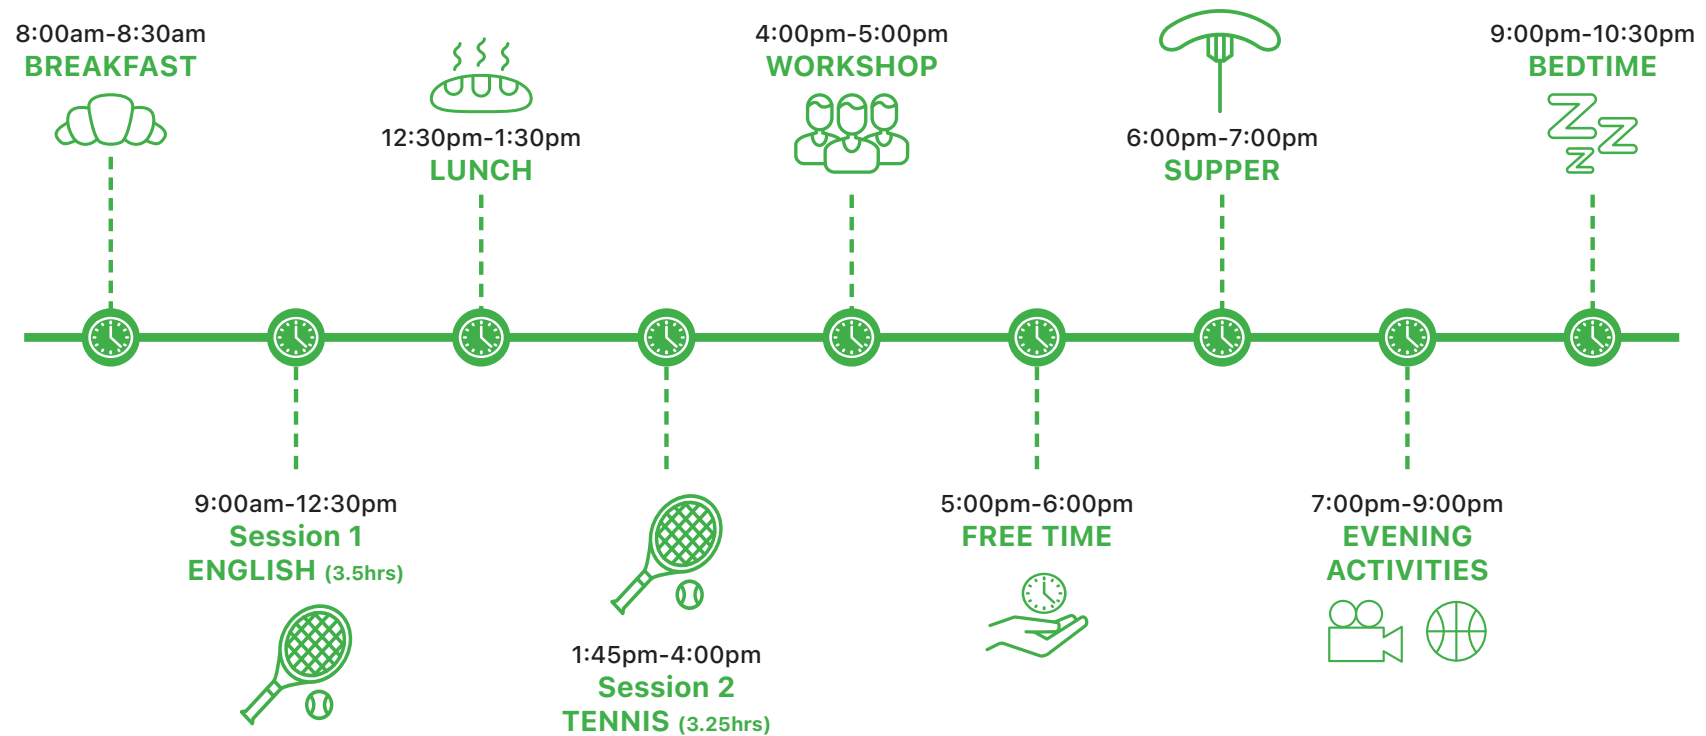 8:00am-8:30am
BREAKFAST
9:00am-12:30pm
Session 1
ENGLISH (3.5hrs)
12:30pm-1:30pm
LUNCH
1:45pm-4:00pm
Session 2
TENNIS (3.25hrs)
4:00pm-5:00pm
WORKSHOP
5:00pm-6:00pm
FREE TIME
6:00pm-7:00pm
SUPPER
7:00pm-9:00pm
EVENING
ACTIVITIES
9:00pm-10:30pm
BEDTIME
ZZZ